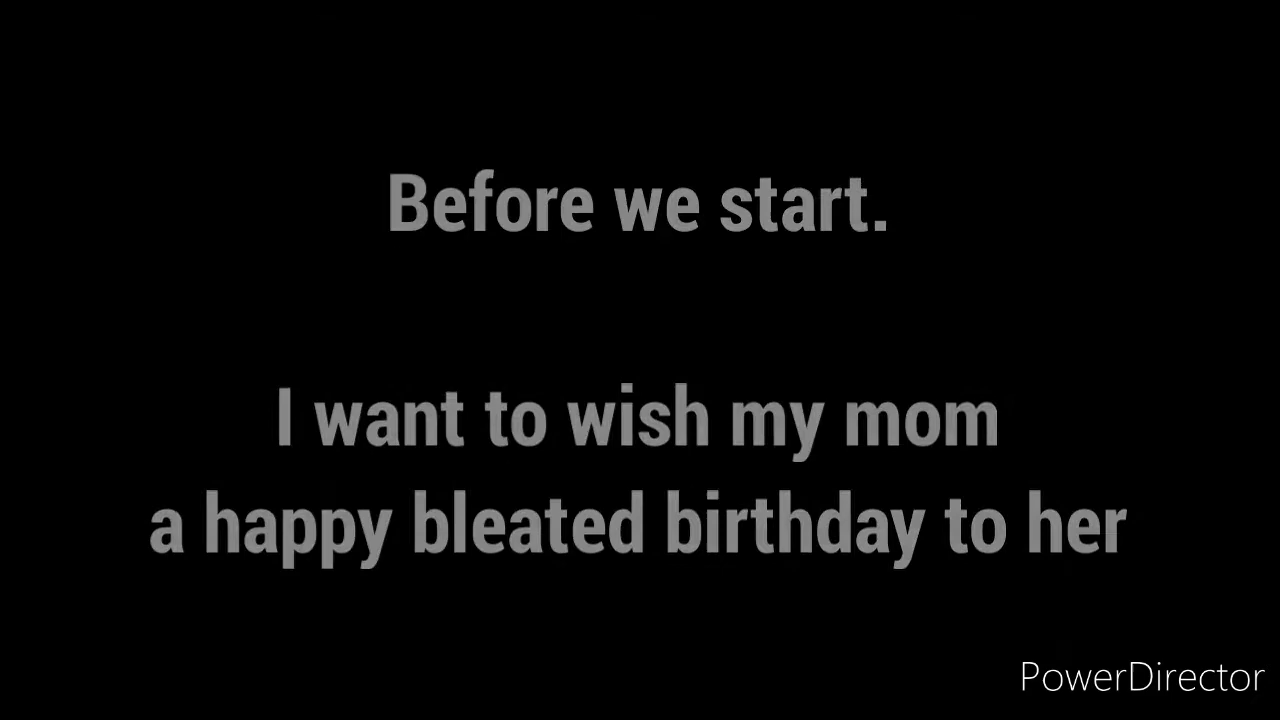 Before we start.
I want to wish my mom
a happy bleated birthday to her
PowerDirector